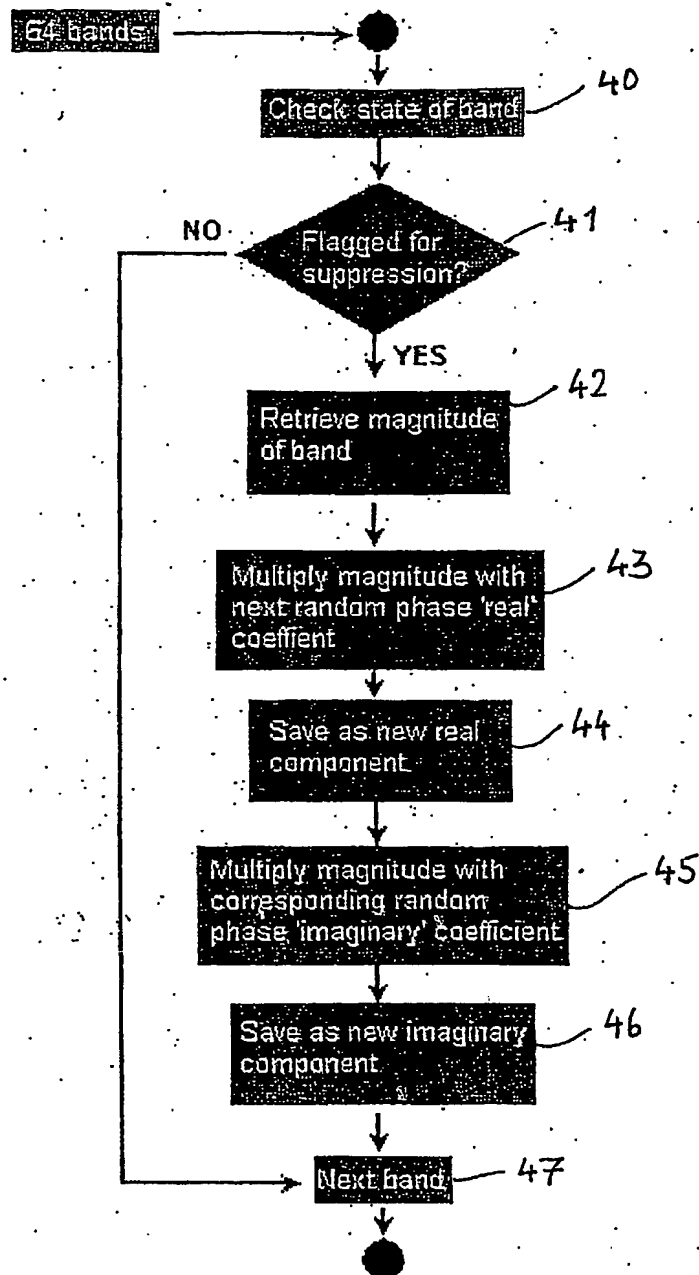 64 bands
Check state of band
40
Flagged for
suppression?
41
NO
YES
Retrieve magnitude
of band
42
Multiply magnitude with
next random phase 'real'
coeffient
43
Save as new real
component.
44
Multiply magnitude with
corresponding random
phase 'imaginary' coefficient
45
Save as new imaginary
component.
46
Next band
47